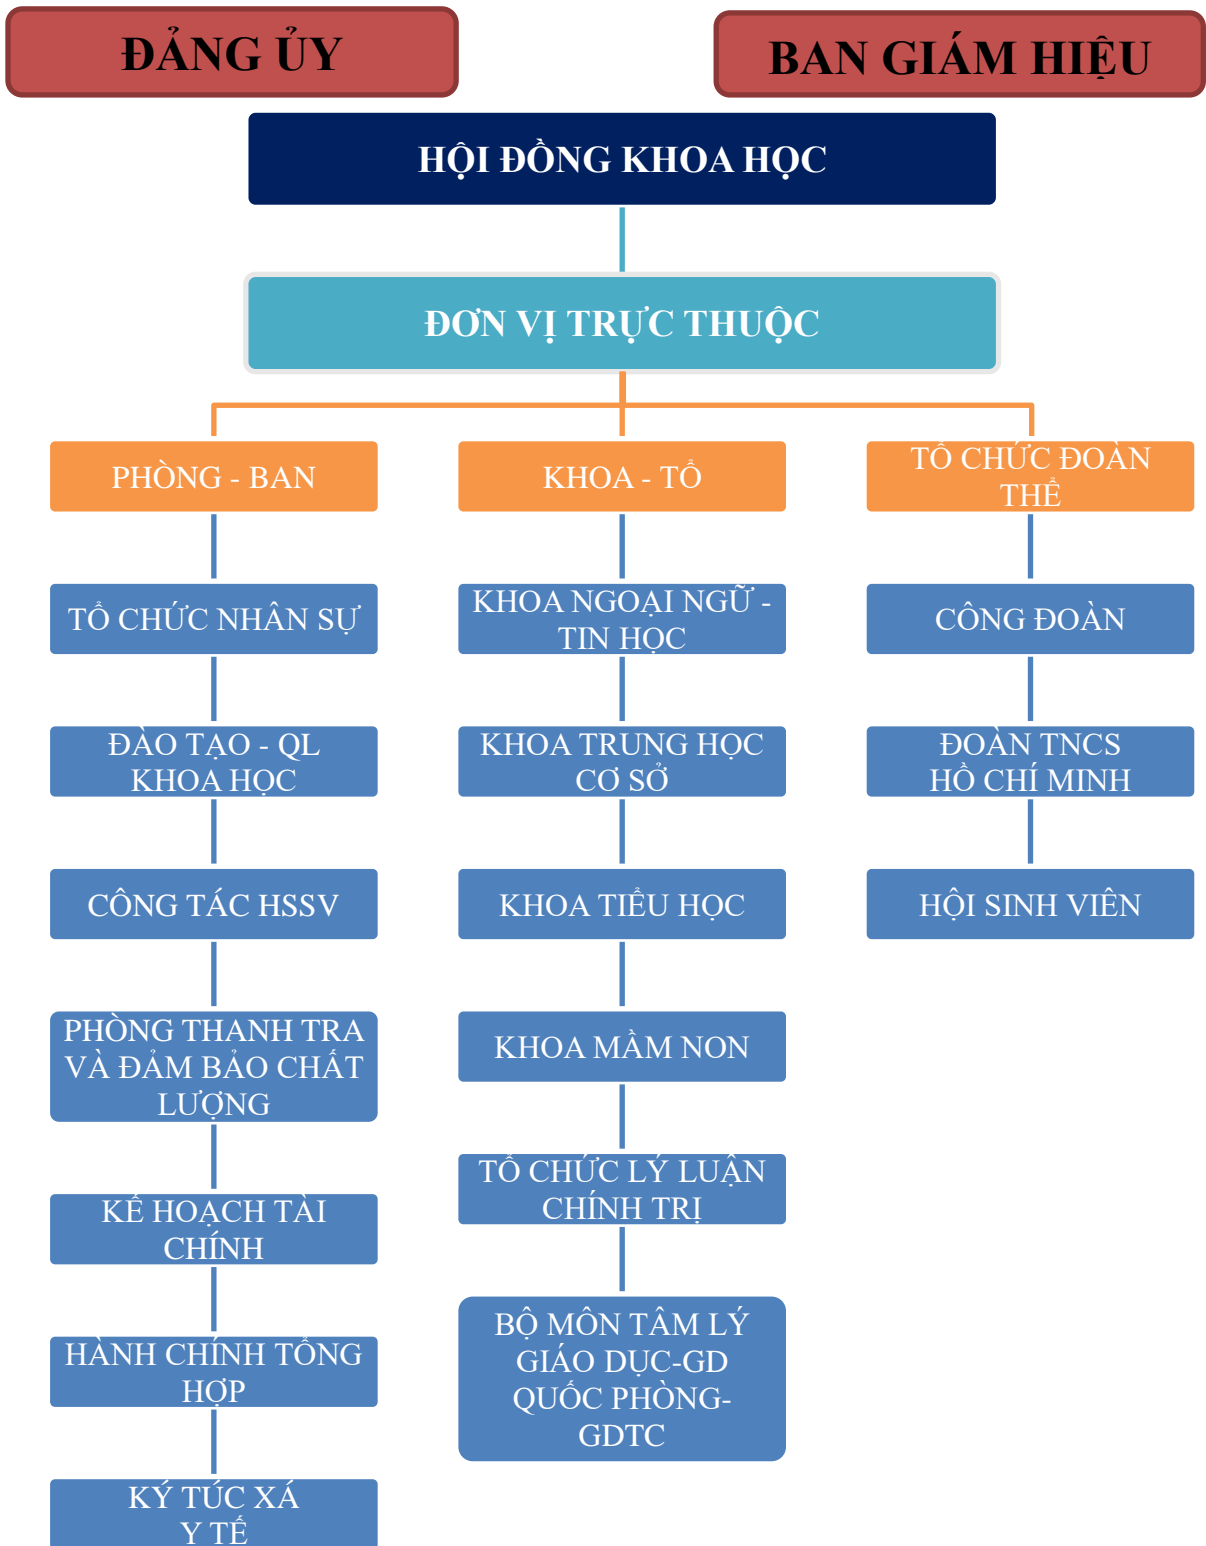 ĐẢNG ỦY
BAN GIÁM HIỆU
HỘI ĐỒNG KHOA HỌC
ĐƠN VỊ TRỰC THUỘC
PHÒNG - BAN
TỔ CHỨC NHÂN SỰ
ĐÀO TẠO - QL
KHOA HỌC
CÔNG TÁC HSSV
PHÒNG THANH TRA
VÀ ĐẢM BẢO CHẤT
LƯỢNG
KẾ HOẠCH TÀI
CHÍNH
HÀNH CHÍNH TỔNG
HỢP
KÝ TÚC XÁ
Y TẾ
KHOA - TỔ
KHOA NGOẠI NGỮ -
TIN HỌC
KHOA TRUNG HỌC
CƠ SỞ
KHOA TIỂU HỌC
KHOA MẦM NON
TỔ CHỨC LÝ LUẬN
CHÍNH TRỊ
BỘ MÔN TÂM LÝ
GIÁO DỤC-GD
QUỐC PHÒNG-
GDTC
TỔ CHỨC ĐOÀN
THỂ
CÔNG ĐOÀN
ĐOÀN TNCS
HỒ CHÍ MINH
HỘI SINH VIÊN